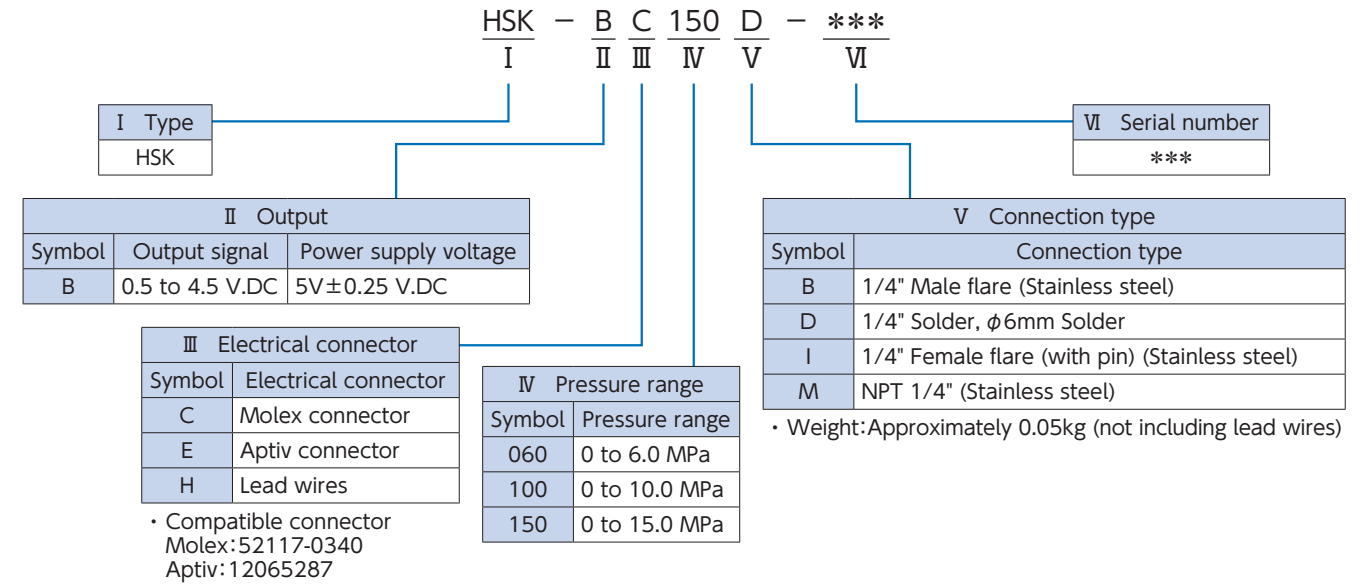 HSK － B C 150 D － ***
Ⅰ Ⅱ Ⅲ Ⅳ Ⅴ Ⅵ
Ⅰ Type
HSK
Ⅵ Serial number
***
Ⅱ Output
Symbol Output signal Power supply voltage
B 0.5 to 4.5 V.DC 5V±0.25 V.DC
Ⅲ Electrical connector
Symbol Electrical connector
C Molex connector
E Aptiv connector
H Lead wires
・Compatible connector
Molex：52117-0340
Aptiv：12065287
Ⅳ Pressure range
Symbol Pressure range
060 0 to 6.0 MPa
100 0 to 10.0 MPa
150 0 to 15.0 MPa
Ⅴ Connection type
Symbol Connection type
B 1/4" Male flare (Stainless steel)
D 1/4" Solder, φ6mm Solder
I 1/4" Female flare (with pin) (Stainless steel)
M NPT 1/4" (Stainless steel)
・Weight：Approximately 0.05kg (not including lead wires)